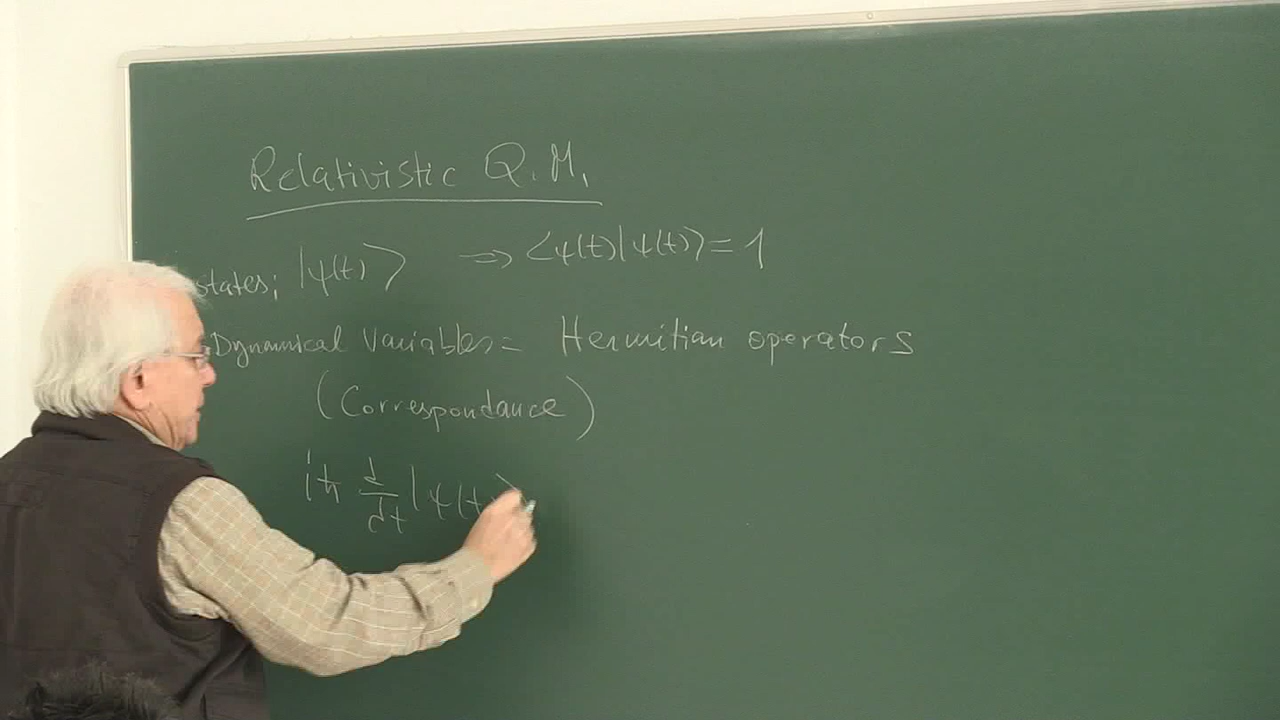 Relativistic Q.M.
states; |ψ(t)⟩ ⇒ ⟨ψ(t)|ψ(t)⟩ = 1
Dynamical Variables = Hermitian operators
(Correspondance)
iħ d/dt |ψ(t)⟩